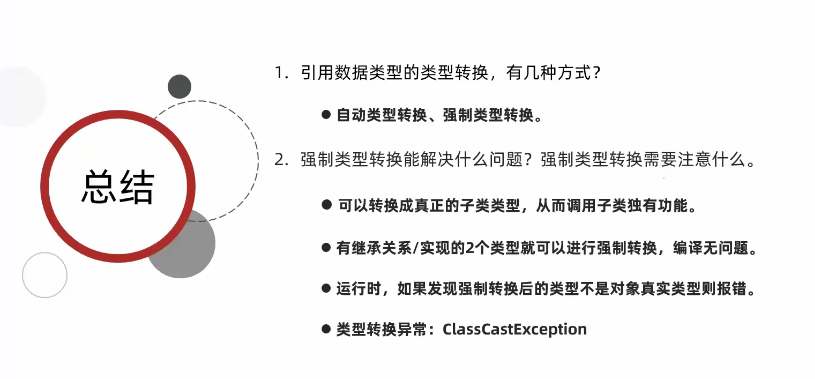 总结
1. 引用数据类型的类型转换，有几种方式？
● 自动类型转换、强制类型转换。
2. 强制类型转换能解决什么问题？强制类型转换需要注意什么。
● 可以转换成真正的子类类型，从而调用子类独有功能。
● 有继承关系/实现的2个类型就可以进行强制转换，编译无问题。
● 运行时，如果发现强制转换后的类型不是对象真实类型则报错。
● 类型转换异常：ClassCastException